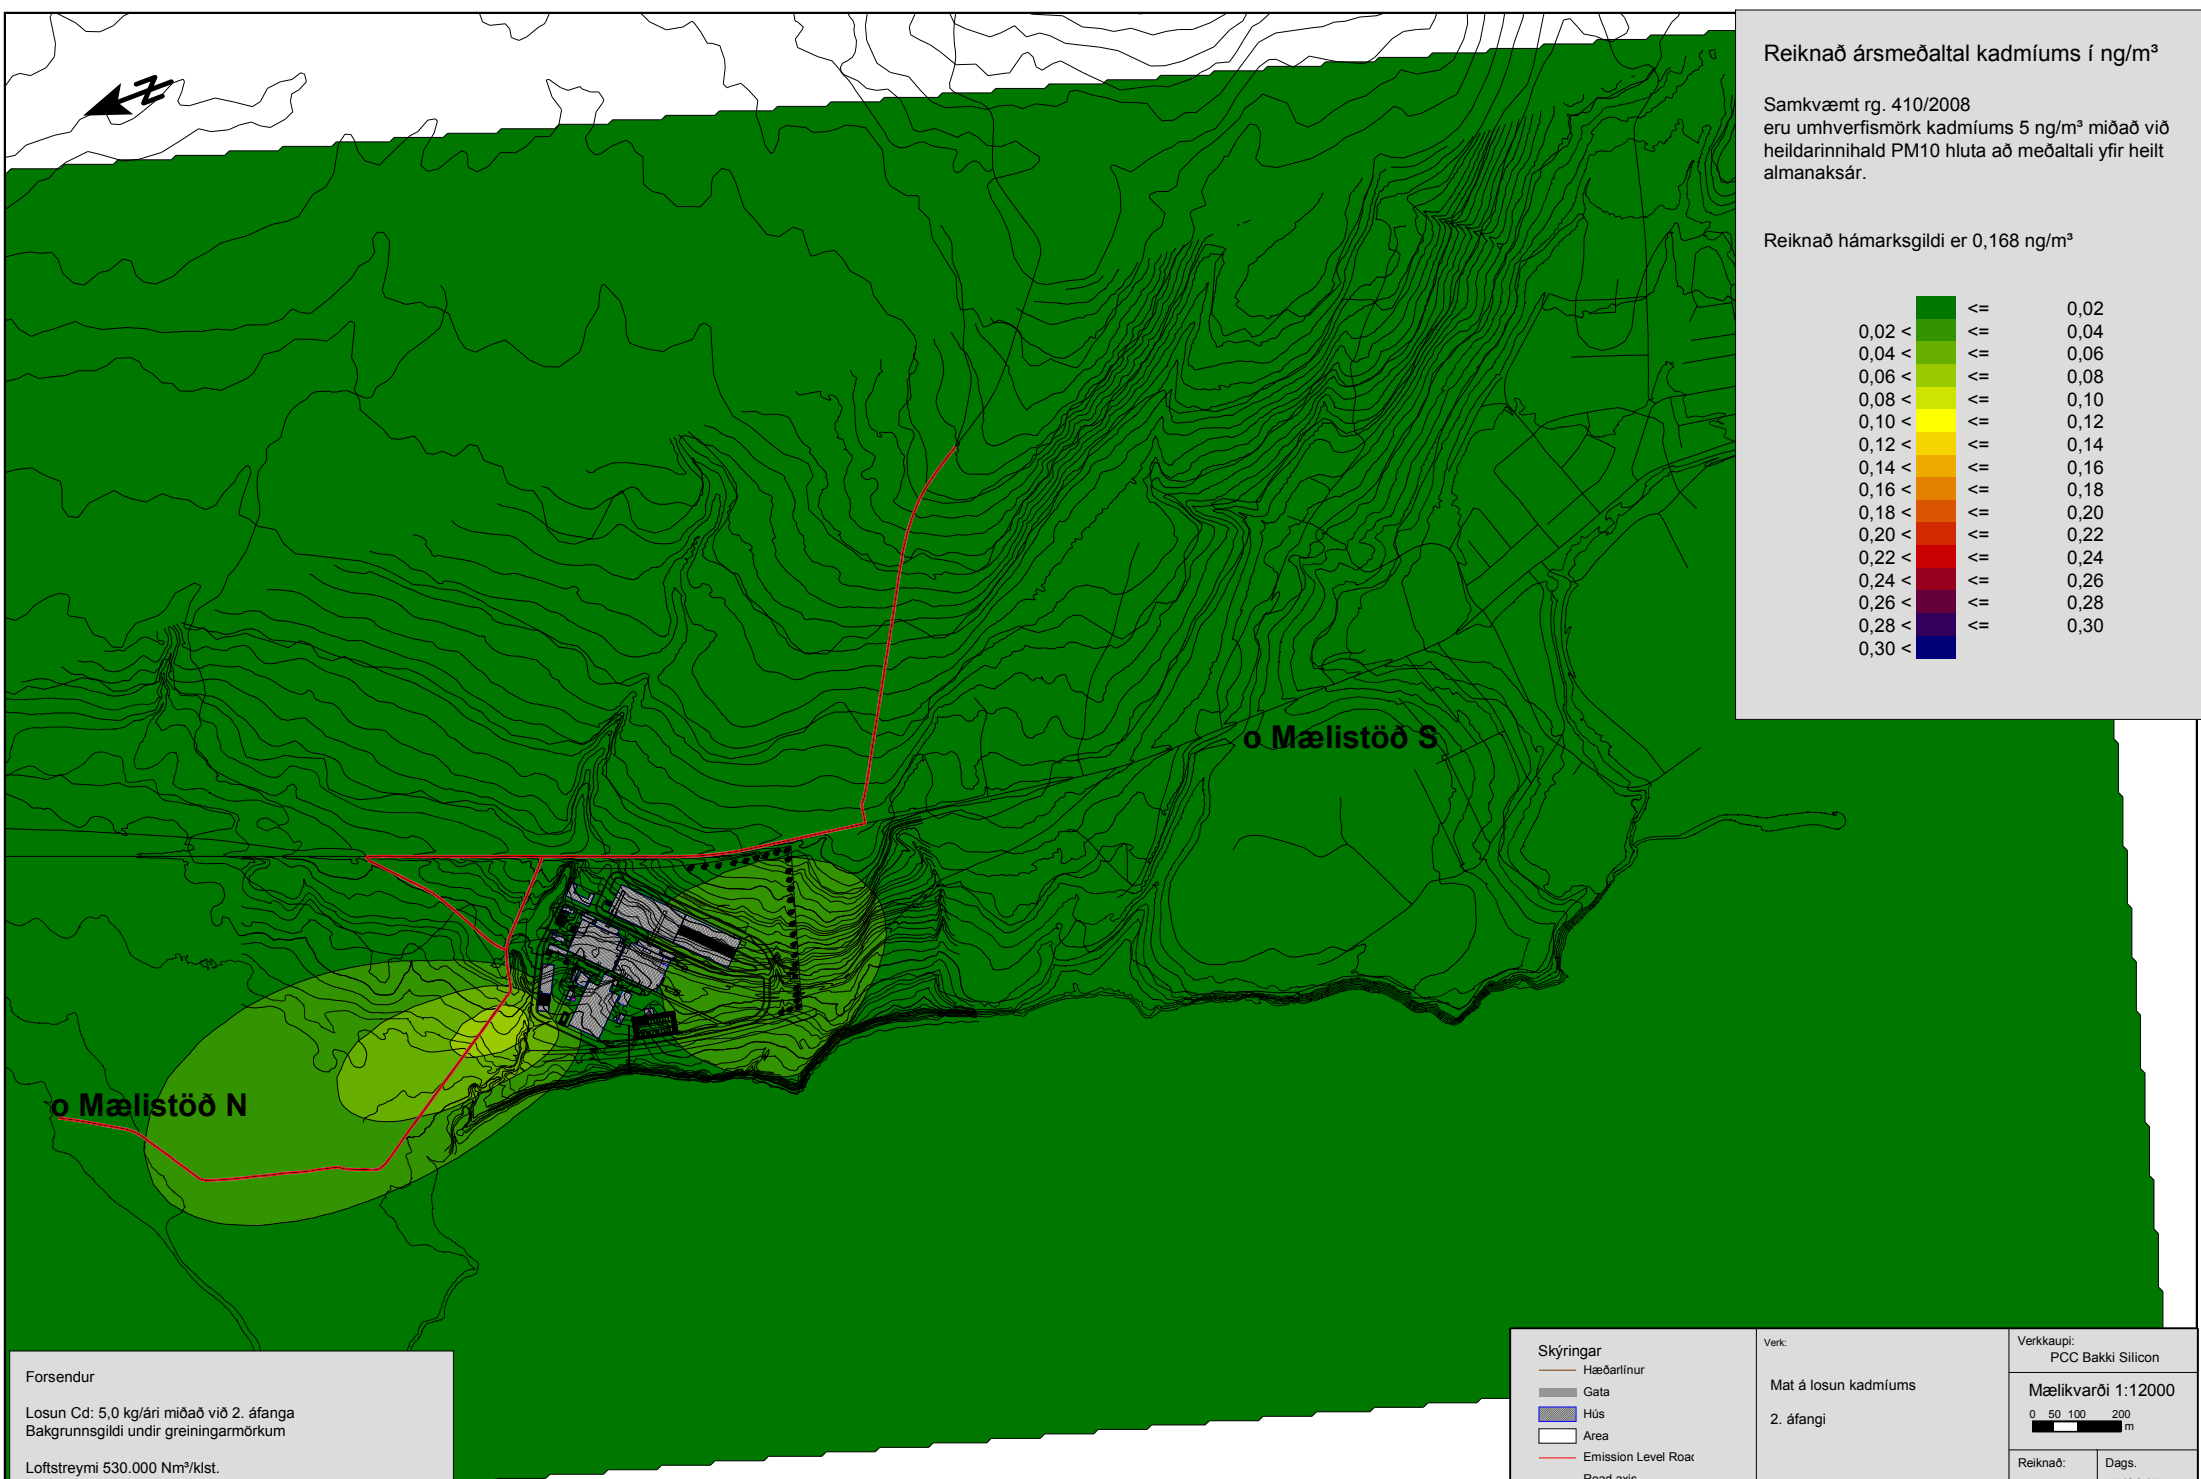 Reiknað ársmeðaltal kadmíums í ng/m³
Samkvæmt rg. 410/2008
eru umhverfismörk kadmíums 5 ng/m³ miðað við
heildarinnihald PM10 hluta að meðaltali yfir heilt
almanaksár.
Reiknað hámarksgildi er 0,168 ng/m³
<= 0,02
0,02 < <= 0,04
0,04 < <= 0,06
0,06 < <= 0,08
0,08 < <= 0,10
0,10 < <= 0,12
0,12 < <= 0,14
0,14 < <= 0,16
0,16 < <= 0,18
0,18 < <= 0,20
0,20 < <= 0,22
0,22 < <= 0,24
0,24 < <= 0,26
0,26 < <= 0,28
0,28 < <= 0,30
0,30 <
N
o Mælistöð S
o Mælistöð N
Forsendur
Losun Cd: 5,0 kg/ári miðað við 2. áfanga
Bakgrunnsgildi undir greiningarmörkum
Loftstreymi 530.000 Nm³/klst.
Skýringar
Hæðarlínur
Gata
Hús
Area
Emission Level Road
Road axis
Verk:
Mat á losun kadmíums
2. áfangi
Verkkaupi:
PCC Bakki Silicon
Mælikvarði 1:12000
0 50 100 200
m
Reiknað:
Dags.